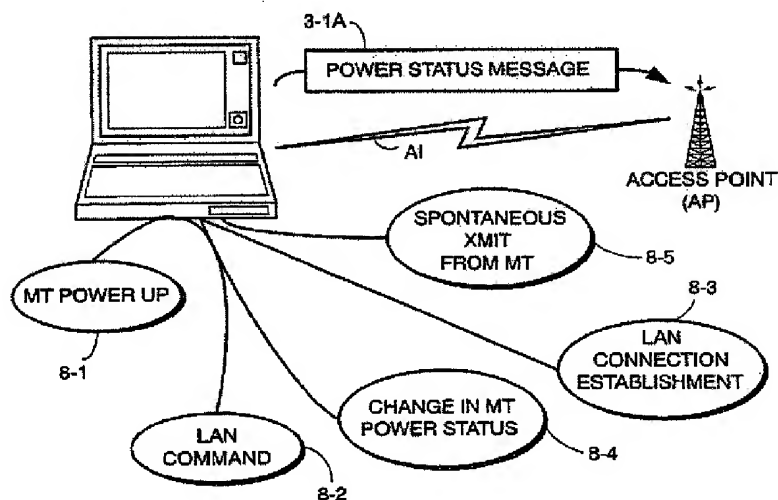 3-1A
POWER STATUS MESSAGE
AI
ACCESS POINT
(AP)
SPONTANEOUS
XMIT
FROM MT
8-5
MT POWER UP
8-1
8-3
LAN
CONNECTION
ESTABLISHMENT
CHANGE IN MT
POWER STATUS
8-4
LAN
COMMAND
8-2